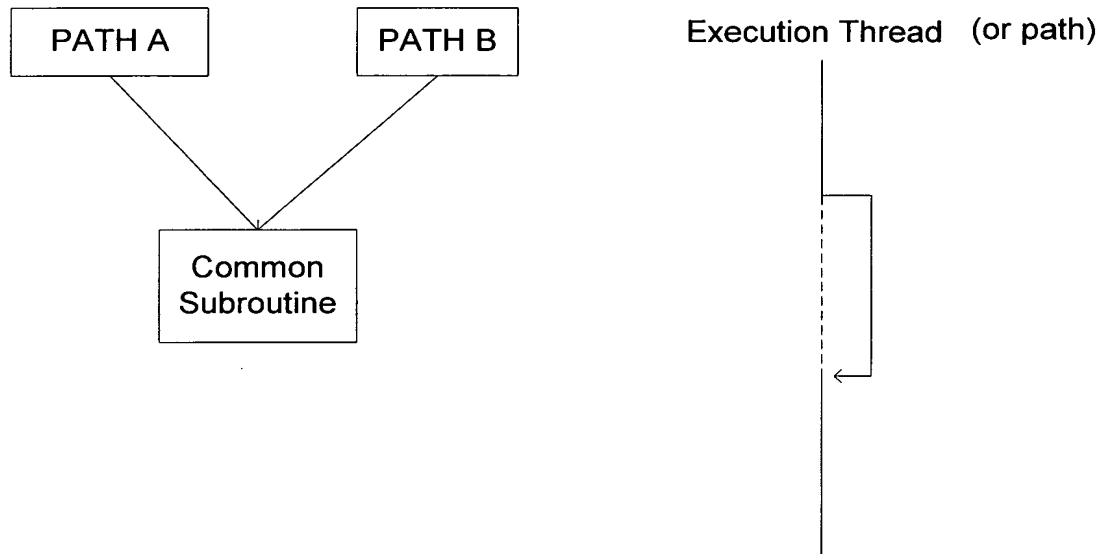 PATH A
PATH B
Execution Thread (or path)
Common
Subroutine